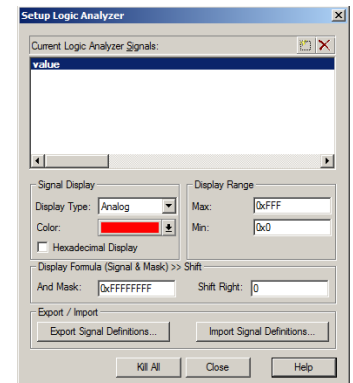 Setup Logic Analyzer
Current Logic Analyzer Signals:
value
Signal Display
Display Range
Display Type: Analog
Max: 0xFFF
Color:
Min: 0x0
Hexadecimal Display
Display Formula (Signal & Mask) >> Shift
And Mask: 0xFFFFFFFF Shift Right: 0
Export / Import
Export Signal Definitions... Import Signal Definitions...
Kill All Close Help